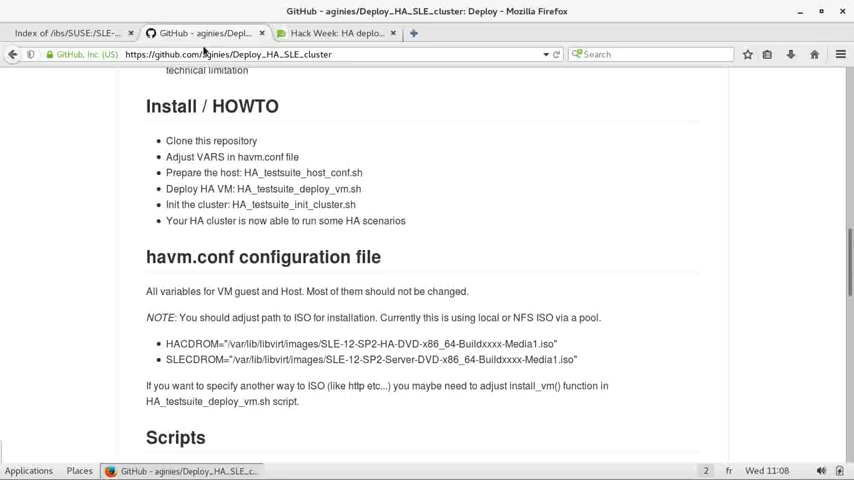 GitHub - aginies/Deploy_HA_SLE_cluster: Deploy - Mozilla Firefox
Index of /ibs/SUSE:/SLE-... GitHub - aginies/Depl... Hack Week: HA deplo...
GitHub, Inc (US) https://github.com/aginies/Deploy_HA_SLE_cluster Search
technical limitation
Install / HOWTO
Clone this repository
Adjust VARS in havm.conf file
Prepare the host: HA_testsuite_host_conf.sh
Deploy HA VM: HA_testsuite_deploy_vm.sh
Init the cluster: HA_testsuite_init_cluster.sh
Your HA cluster is now able to run some HA scenarios
havm.conf configuration file
All variables for VM guest and Host. Most of them should not be changed.
NOTE: You should adjust path to ISO for installation. Currently this is using local or NFS ISO via a pool.
HACDROM="/var/lib/libvirt/images/SLE-12-SP2-HA-DVD-x86_64-Buildxxxx-Media1.iso"
SLECDROM="/var/lib/libvirt/images/SLE-12-SP2-Server-DVD-x86_64-Buildxxxx-Media1.iso"
If you want to specify another way to ISO (like http etc...) you maybe need to adjust install_vm() function in
HA_testsuite_deploy_vm.sh script.
Scripts
Applications Places GitHub - aginies/Deploy_HA_SLE_c... 2 fr Wed 11:08